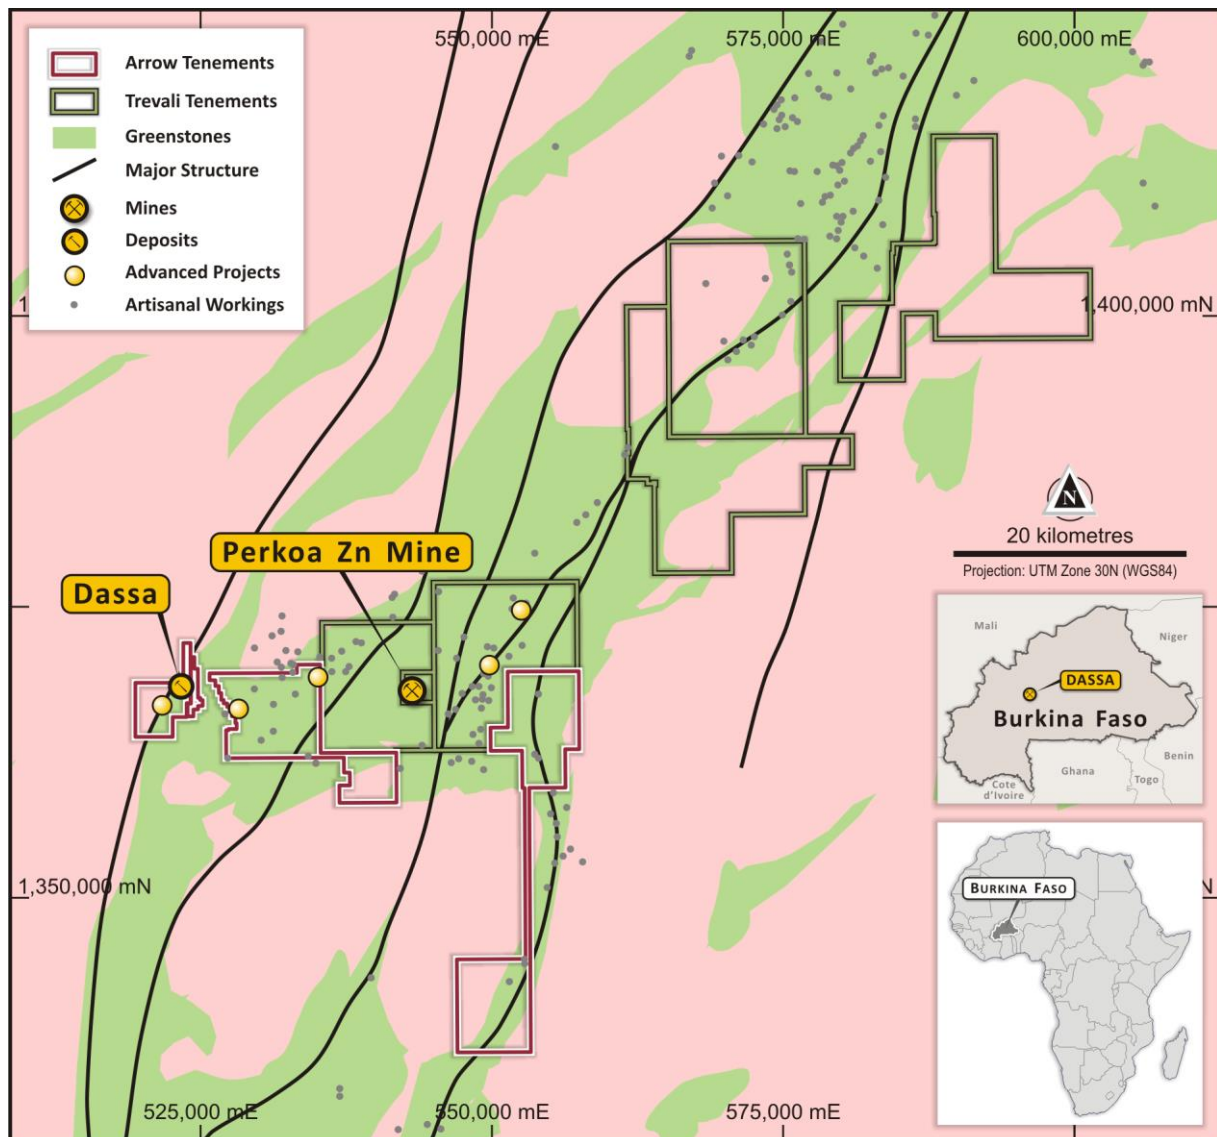 550,000 mE
575,000 mE
600,000 mE
Arrow Tenements
Trevali Tenements
Greenstones
Major Structure
Mines
Deposits
Advanced Projects
Artisanal Workings
1
1,400,000 mN
N
20 kilometres
Projection: UTM Zone 30N (WGS84)
Perkoa Zn Mine
Dassa
Mali
Niger
DASSA
Burkina Faso
Benin
Ghana
Togo
Cote
d'Ivoire
1,350,000 mN
N
BURKINA FASO
525,000 mE
550,000 mE
575,000 mE